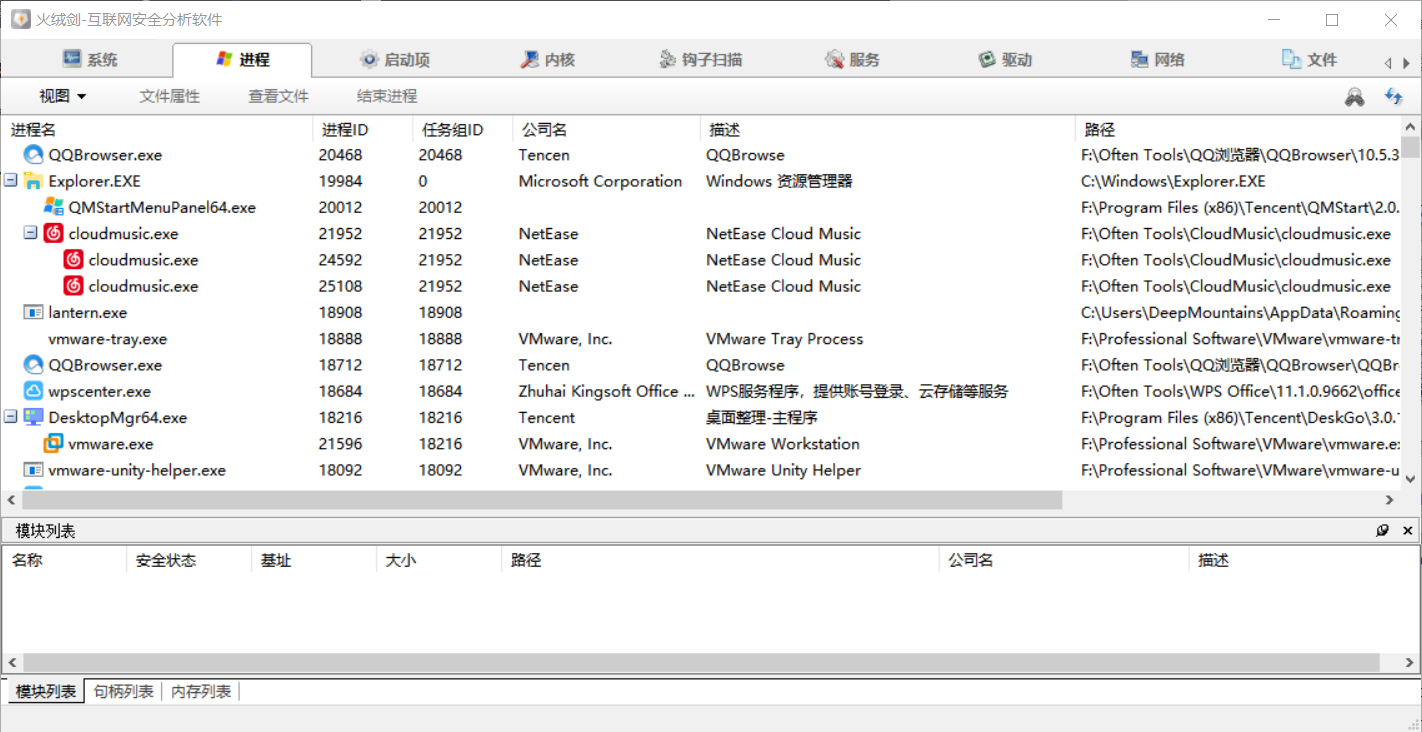 火绒剑-互联网安全分析软件
系统 进程 启动项 内核 钩子扫描 服务 驱动 网络 文件
视图 文件属性 查看文件 结束进程
进程名 进程ID 任务组ID 公司名 描述 路径
QQBrowser.exe 20468 20468 Tencen QQBrowse F:\Often Tools\QQ浏览器\QQBrowser\10.5.3
Explorer.EXE 19984 0 Microsoft Corporation Windows 资源管理器 C:\Windows\Explorer.EXE
QMStartMenuPanel64.exe 20012 20012 F:\Program Files (x86)\Tencent\QMStart\2.0.
cloudmusic.exe 21952 21952 NetEase NetEase Cloud Music F:\Often Tools\CloudMusic\cloudmusic.exe
cloudmusic.exe 24592 21952 NetEase NetEase Cloud Music F:\Often Tools\CloudMusic\cloudmusic.exe
cloudmusic.exe 25108 21952 NetEase NetEase Cloud Music F:\Often Tools\CloudMusic\cloudmusic.exe
lantern.exe 18908 18908 C:\Users\DeepMountains\AppData\Roaming
vmware-tray.exe 18888 18888 VMware, Inc. VMware Tray Process F:\Professional Software\VMware\vmware-tr
QQBrowser.exe 18712 18712 Tencen QQBrowse F:\Often Tools\QQ浏览器\QQBrowser\QQBr
wpscenter.exe 18684 18684 Zhuhai Kingsoft Office ... WPS服务程序，提供账号登录、云存储等服务 F:\Often Tools\WPS Office\11.1.0.9662\office
DesktopMgr64.exe 18216 18216 Tencent 桌面整理-主程序 F:\Program Files (x86)\Tencent\DeskGo\3.0.
vmware.exe 21596 18216 VMware, Inc. VMware Workstation F:\Professional Software\VMware\vmware.e
vmware-unity-helper.exe 18092 18092 VMware, Inc. VMware Unity Helper F:\Professional Software\VMware\vmware-u
模块列表
名称 安全状态 基址 大小 路径 公司名 描述
模块列表 句柄列表 内存列表